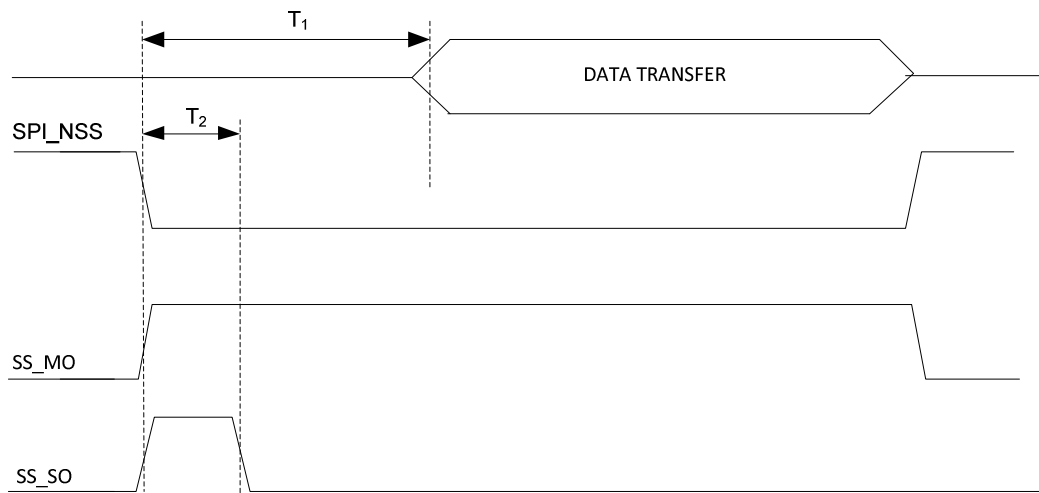 T₁
DATA TRANSFER
T₂
SPI_NSS
SS_MO
SS_SO